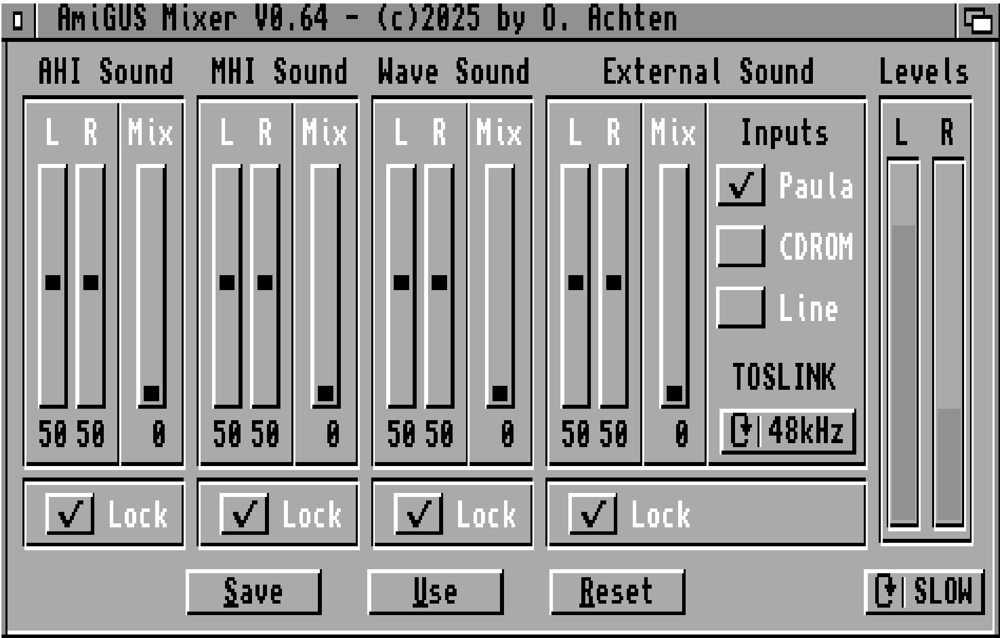 AmiGUS Mixer V0.64 - (c)2025 by O. Achten
AHI Sound MHI Sound Wave Sound External Sound Levels
L R Mix L R Mix L R Mix L R Mix Inputs L R
Paula
CDROM
Line
TOSLINK
50 50 0 50 50 0 50 50 0 50 50 0 48kHz
Lock Lock Lock Lock
Save Use Reset SLOW